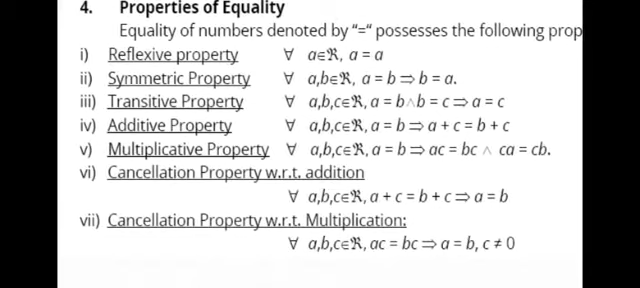 4. Properties of Equality
Equality of numbers denoted by "=" possesses the following prop
i) Reflexive property ∀ a∈ℜ, a = a
ii) Symmetric Property ∀ a,b∈ℜ, a = b ⇒ b = a.
iii) Transitive Property ∀ a,b,c∈ℜ, a = b ∧ b = c ⇒ a = c
iv) Additive Property ∀ a,b,c∈ℜ, a = b ⇒ a + c = b + c
v) Multiplicative Property ∀ a,b,c∈ℜ, a = b ⇒ ac = bc ∧ ca = cb.
vi) Cancellation Property w.r.t. addition
∀ a,b,c∈ℜ, a + c = b + c ⇒ a = b
vii) Cancellation Property w.r.t. Multiplication:
∀ a,b,c∈ℜ, ac = bc ⇒ a = b, c ≠ 0